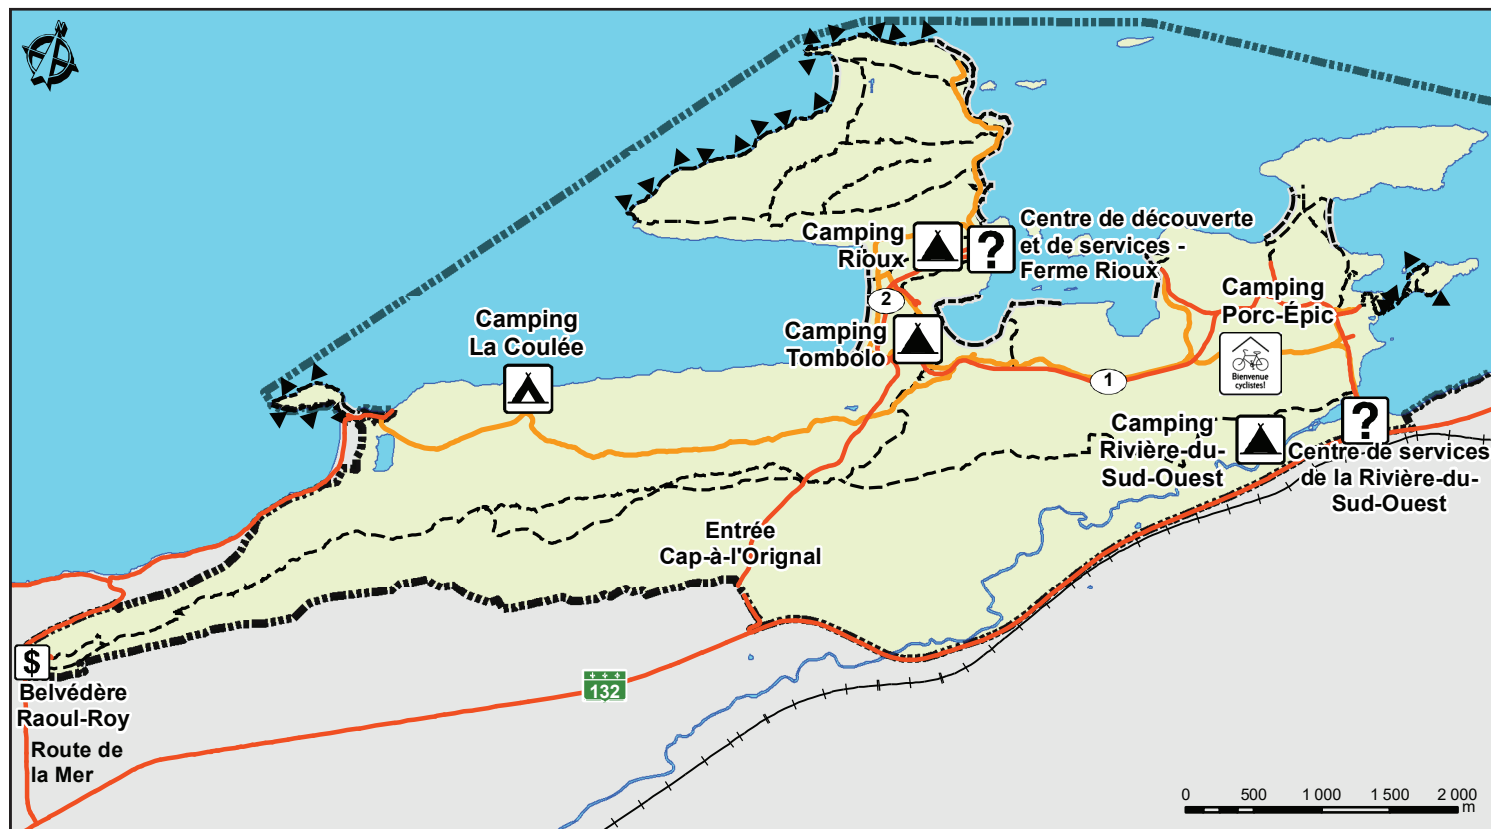 N
1
Camping
Rioux
?
Centre de découverte
et de services -
Ferme Rioux
2
Camping
Tombolo
Camping
La Coulée
Camping
Porc-Épic
Bienvenue
cyclistes!
1
Camping
Rivière-du-
Sud-Ouest
?
Centre de services
de la Rivière-du-
Sud-Ouest
Entrée
Cap-à-l'Orignal
$
Belvédère
Raoul-Roy
Route de
la Mer
132
0 500 1 000 1 500 2 000
m